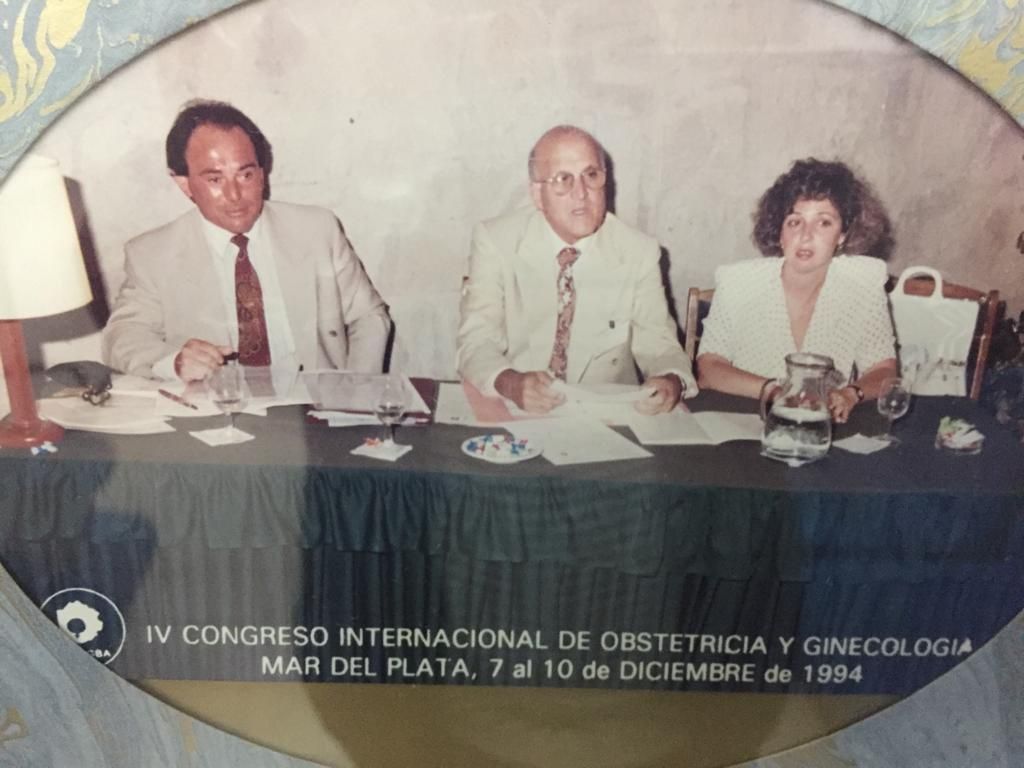 IV CONGRESO INTERNACIONAL DE OBSTETRICIA Y GINECOLOGIA
MAR DEL PLATA, 7 al 10 de DICIEMBRE de 1994